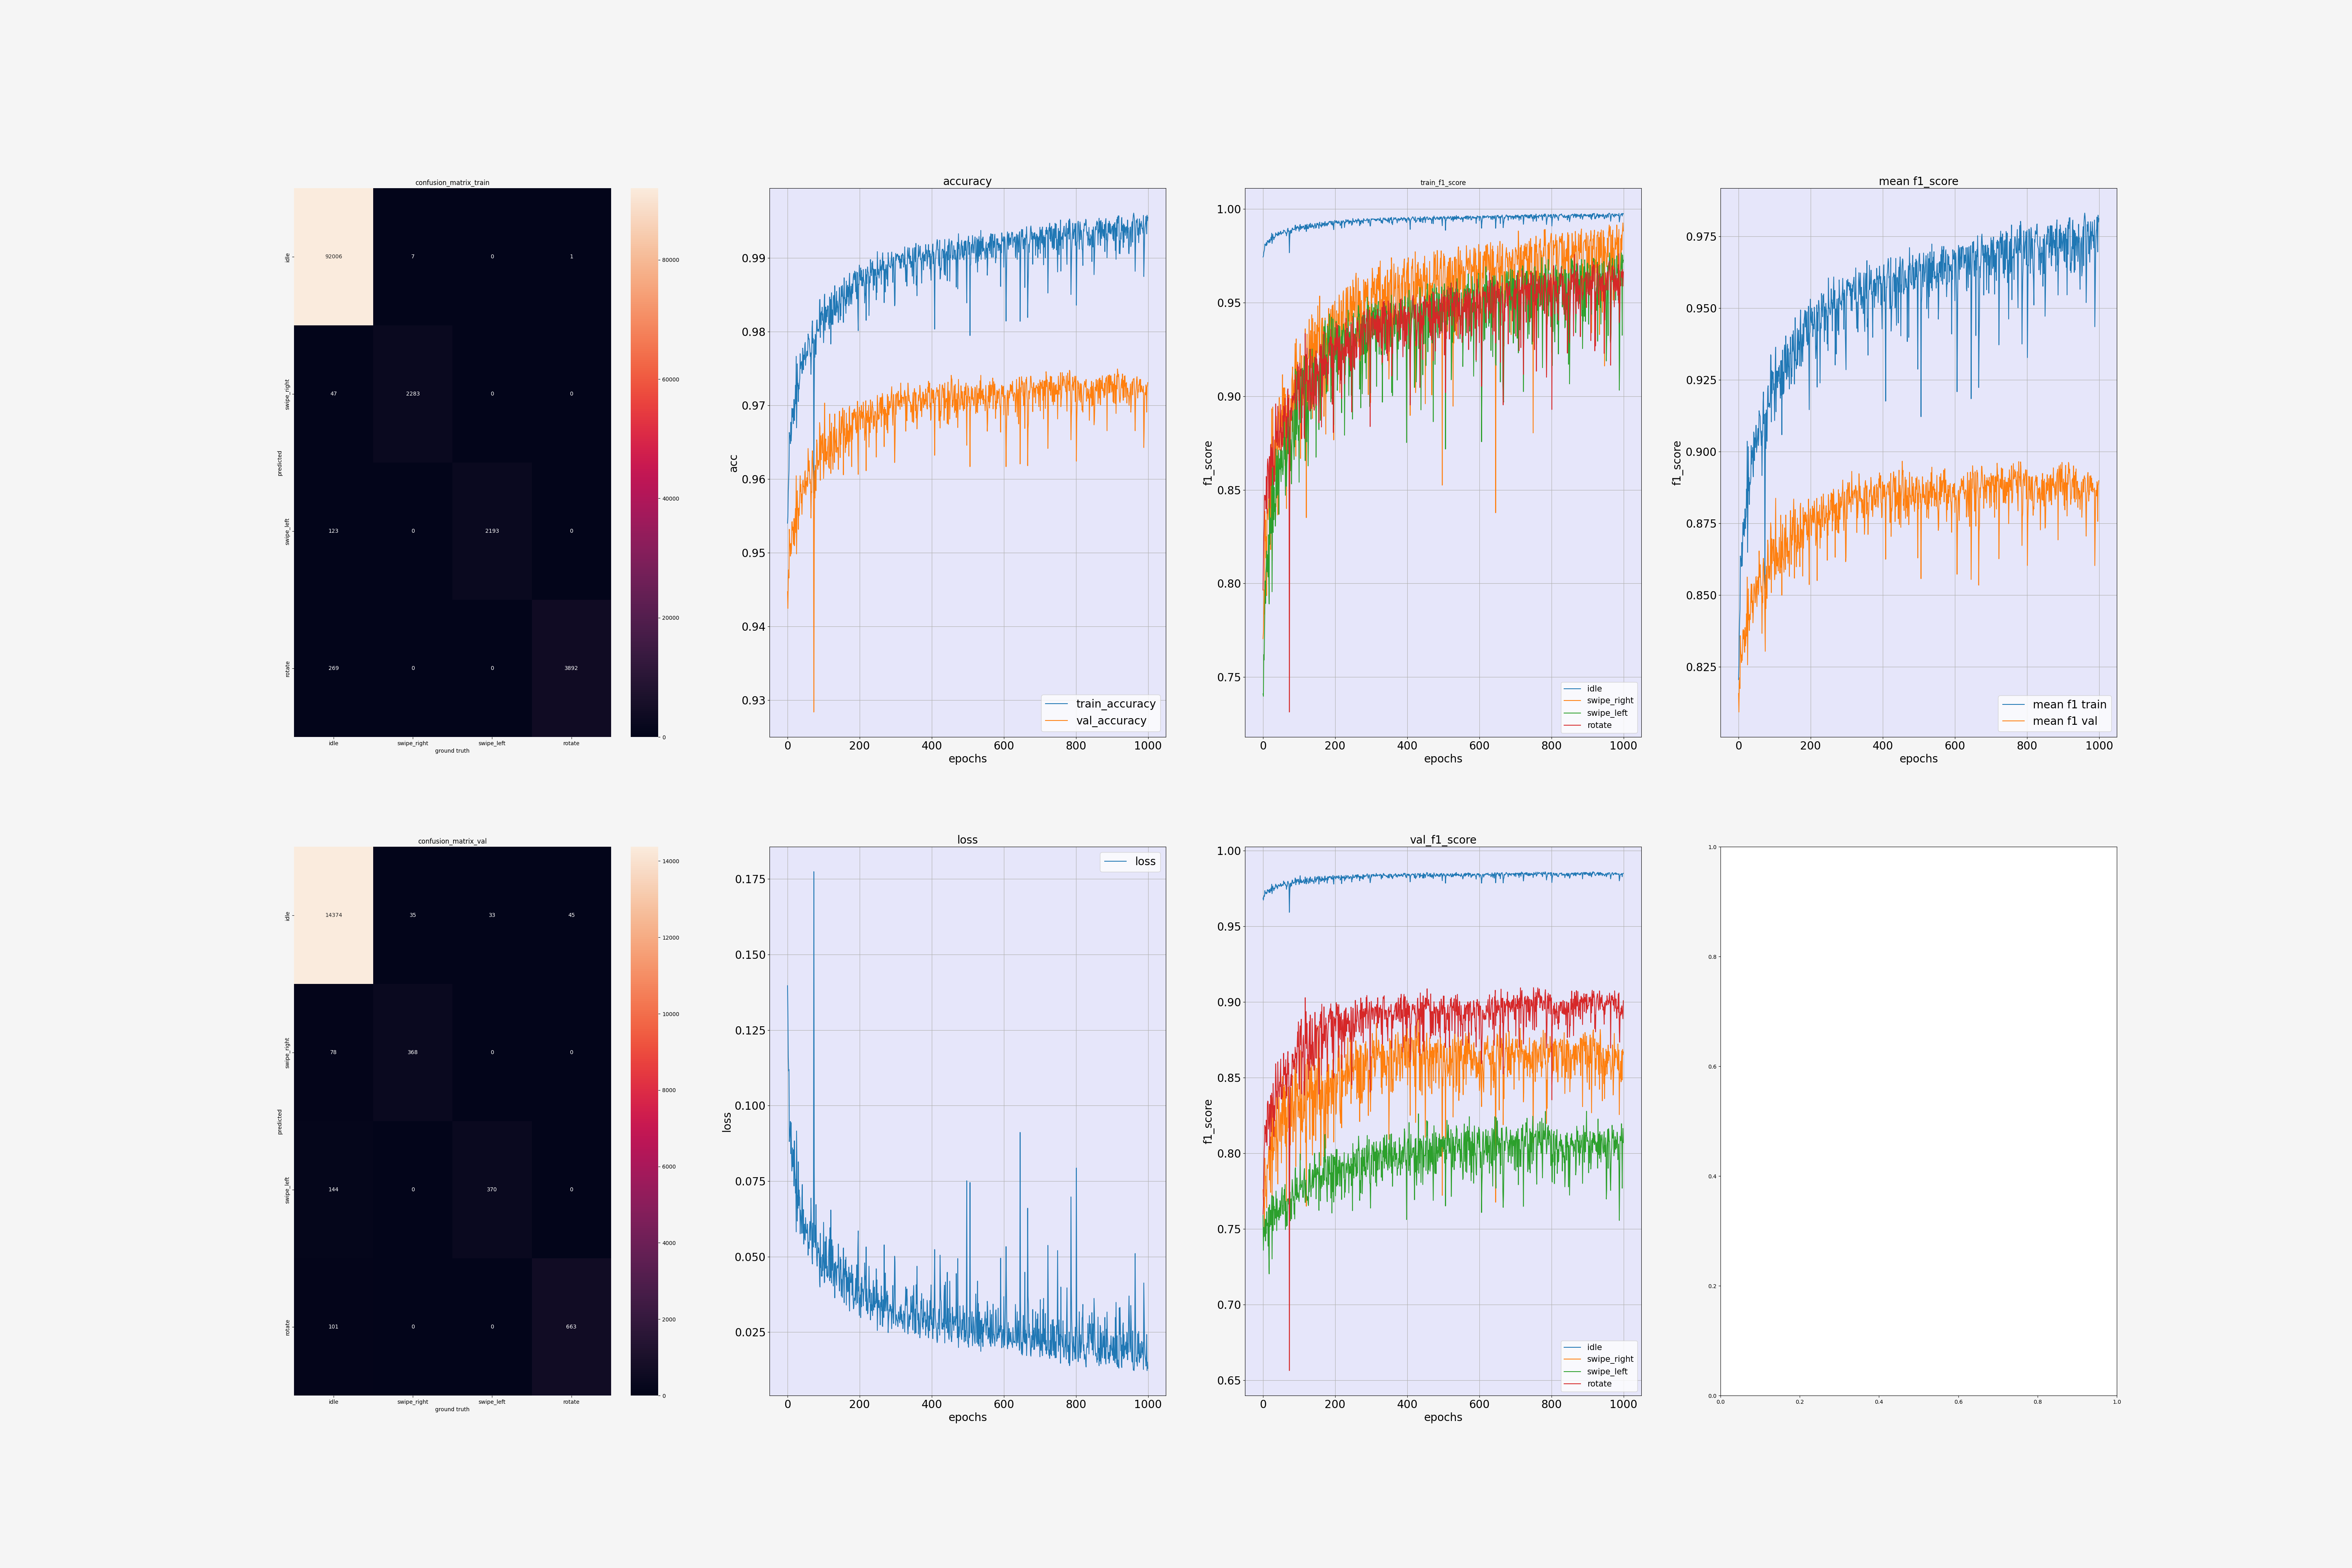 confusion_matrix_train
idle
swipe_right
predicted
swipe_left
rotate
92006 7 0 1
47 2283 0 0
123 0 2193 0
269 0 0 3892
idle swipe_right swipe_left rotate
ground truth
80000
60000
40000
20000
0
accuracy
acc
0.99
0.98
0.97
0.96
0.95
0.94
0.93
train_accuracy
val_accuracy
0 200 400 600 800 1000
epochs
train_f1_score
f1_score
1.00
0.95
0.90
0.85
0.80
0.75
idle
swipe_right
swipe_left
rotate
0 200 400 600 800 1000
epochs
mean f1_score
f1_score
0.975
0.950
0.925
0.900
0.875
0.850
0.825
mean f1 train
mean f1 val
0 200 400 600 800 1000
epochs
confusion_matrix_val
idle
swipe_right
predicted
swipe_left
rotate
14374 35 33 45
78 368 0 0
144 0 370 0
101 0 0 663
idle swipe_right swipe_left rotate
ground truth
14000
12000
10000
8000
6000
4000
2000
0
loss
loss
loss
0.175
0.150
0.125
0.100
0.075
0.050
0.025
0 200 400 600 800 1000
epochs
val_f1_score
f1_score
1.00
0.95
0.90
0.85
0.80
0.75
0.70
0.65
idle
swipe_right
swipe_left
rotate
0 200 400 600 800 1000
epochs
1.0
0.8
0.6
0.4
0.2
0.0
0.0 0.2 0.4 0.6 0.8 1.0